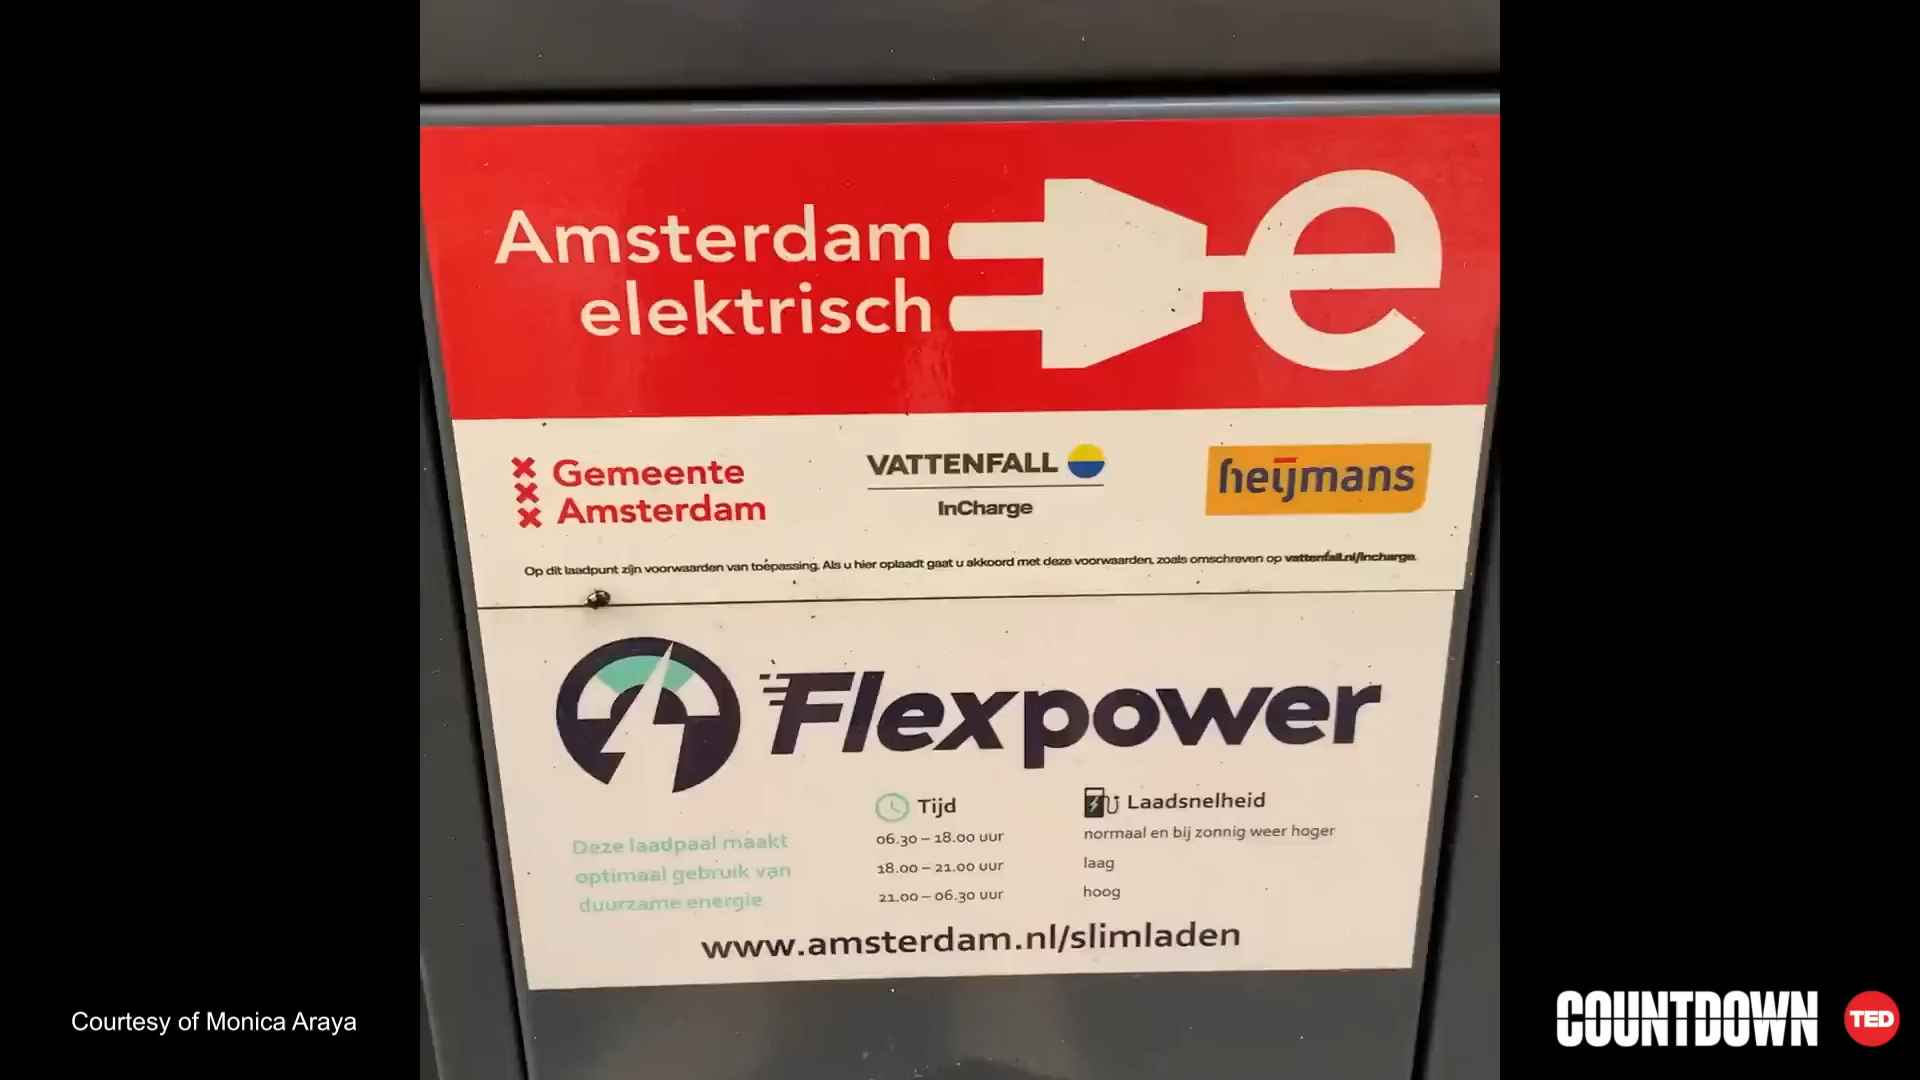 Amsterdam
elektrisch
e
Gemeente
Amsterdam
VATTENFALL
InCharge
heijmans
Op dit laadpunt zijn voorwaarden van toepassing. Als u hier oplaadt gaat u akkoord met deze voorwaarden, zoals omschreven op vattenfall.nl/incharge.
Flexpower
Deze laadpaal maakt
optimaal gebruik van
duurzame energie
Tijd
06.30 – 18.00 uur
18.00 – 21.00 uur
21.00 – 06.30 uur
Laadsnelheid
normaal en bij zonnig weer hoger
laag
hoog
www.amsterdam.nl/slimladen
Courtesy of Monica Araya
COUNTDOWN
TED